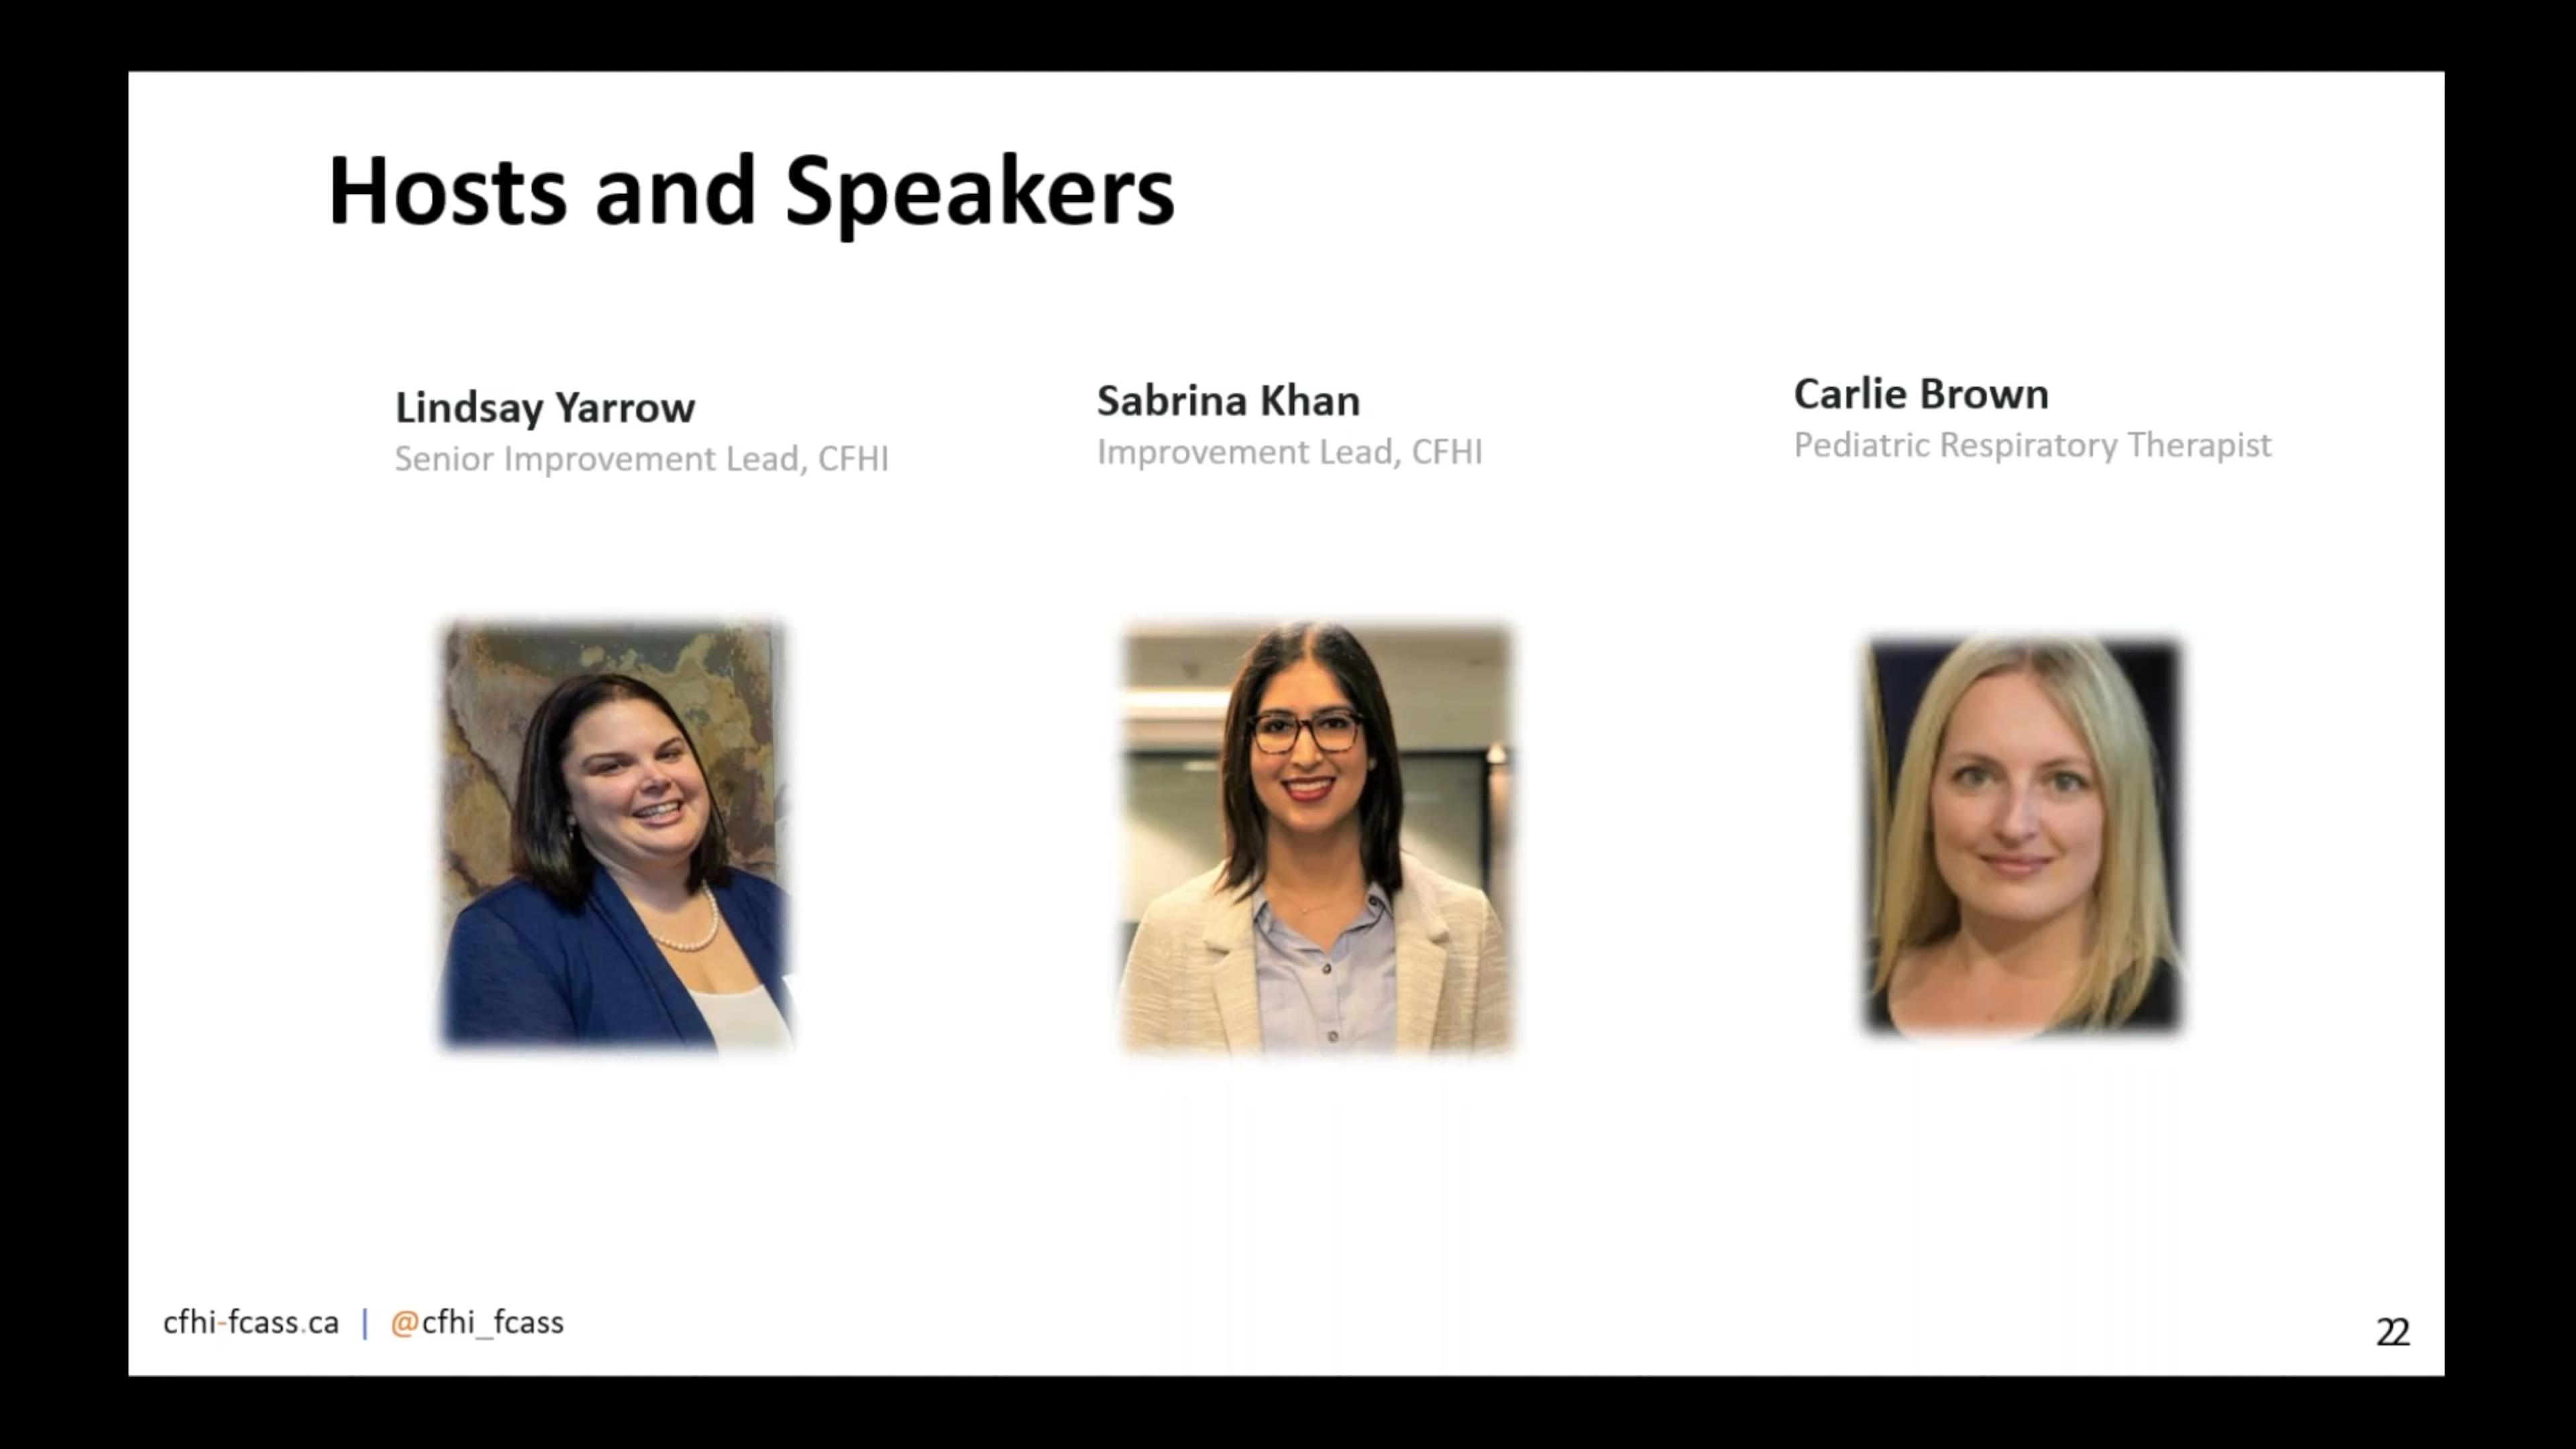 Hosts and Speakers
Lindsay Yarrow
Senior Improvement Lead, CFHI
Sabrina Khan
Improvement Lead, CFHI
Carlie Brown
Pediatric Respiratory Therapist
cfhi-fcass.ca | @cfhi_fcass
22